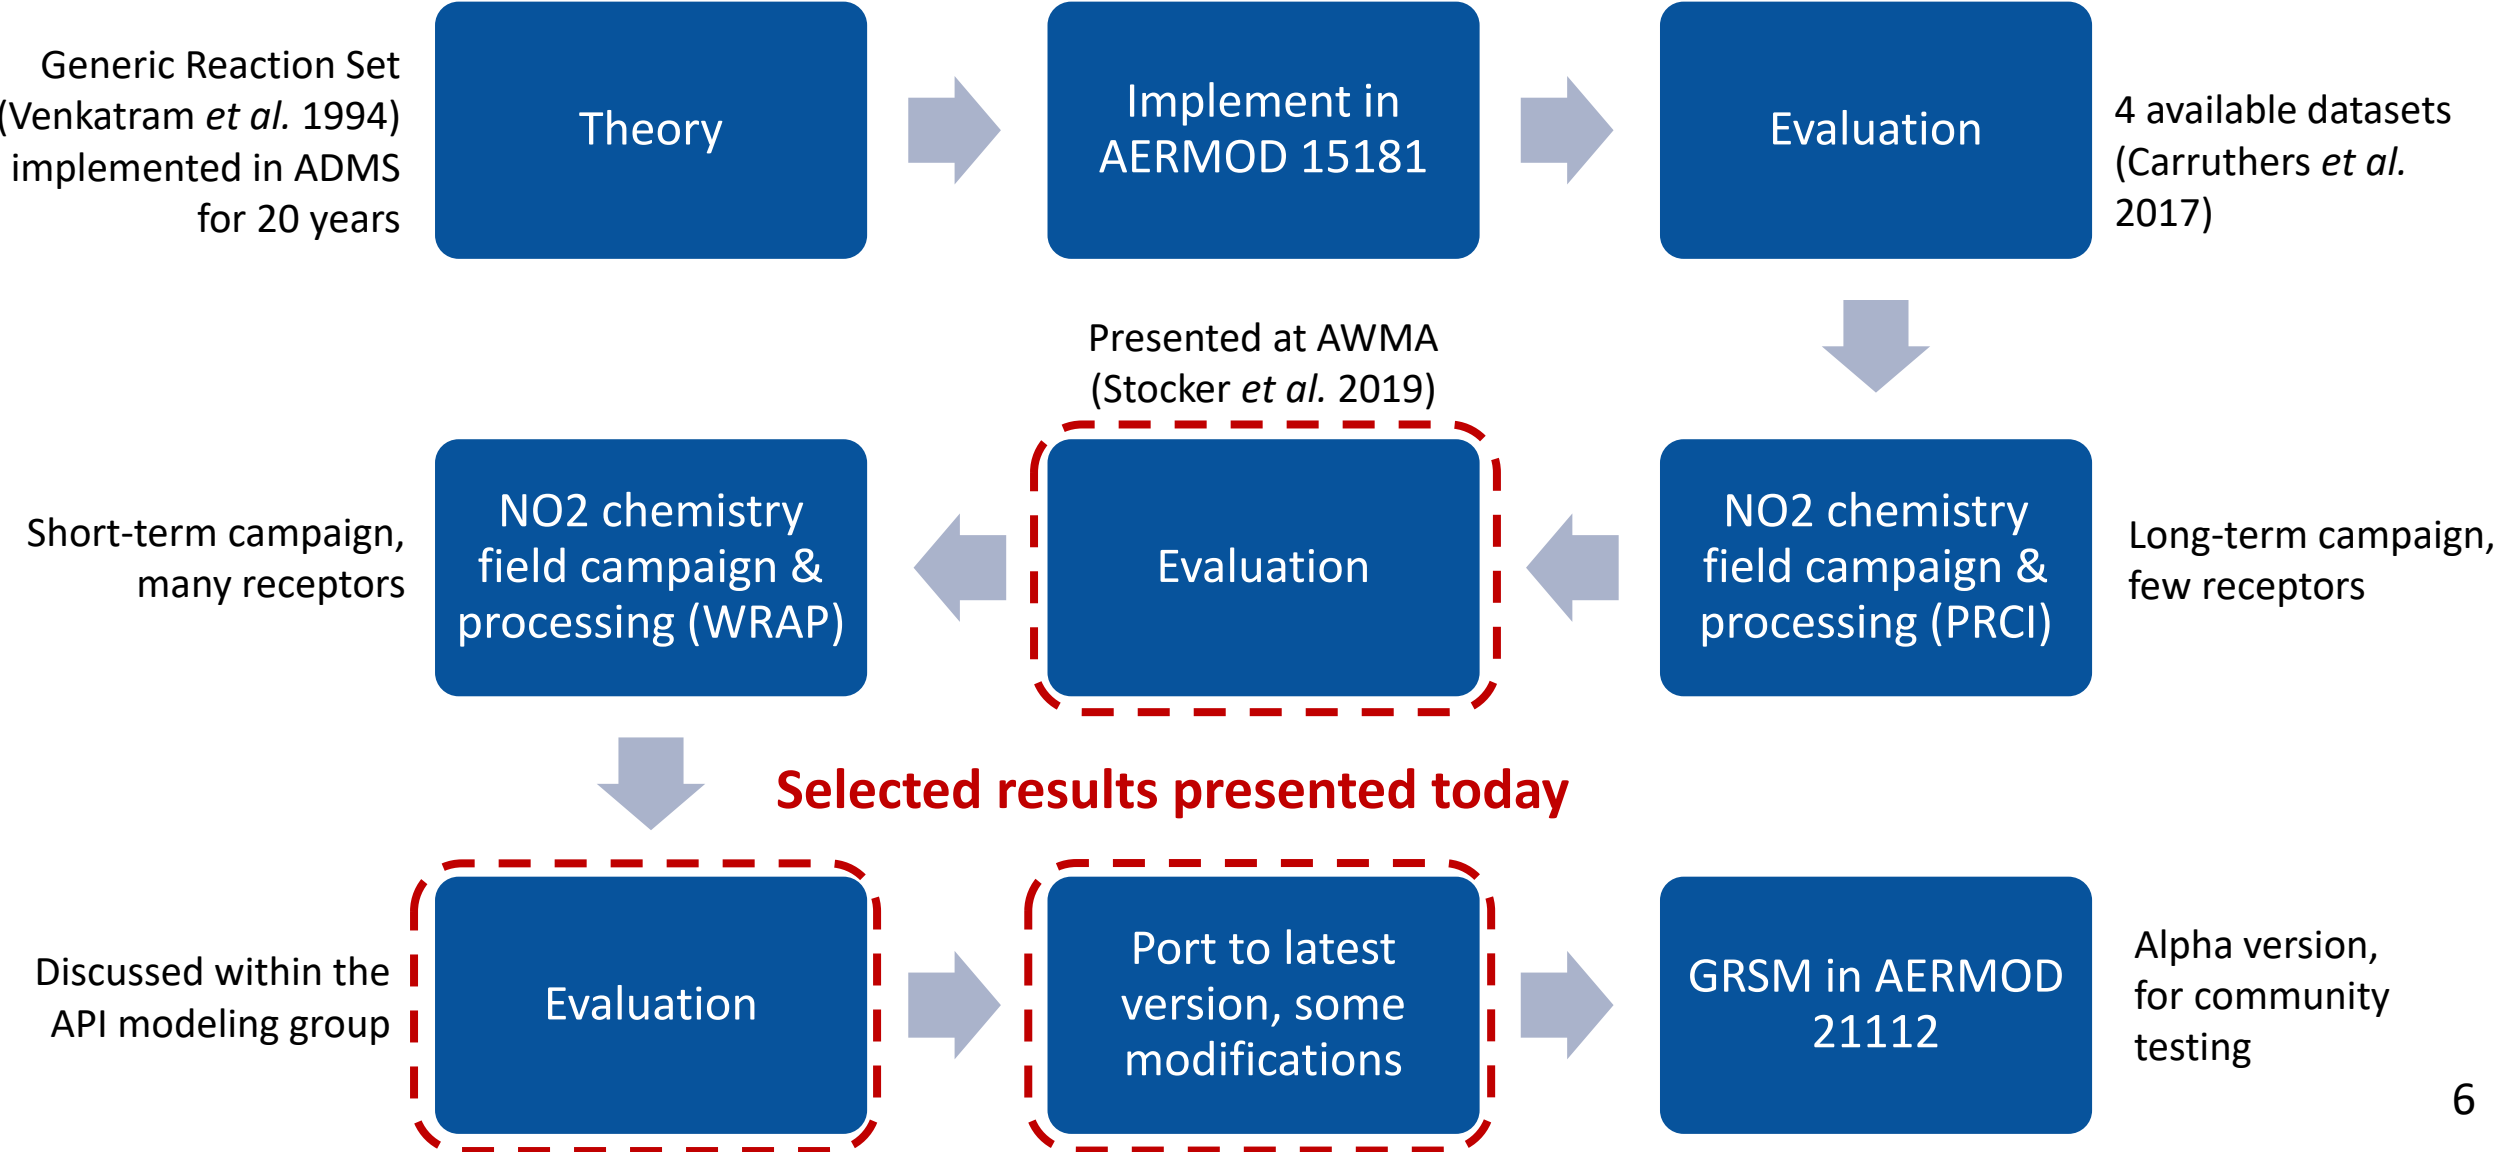 Generic Reaction Set
(Venkatram et al. 1994)
implemented in ADMS
for 20 years
Theory
Implement in
AERMOD 15181
Evaluation
4 available datasets
(Carruthers et al.
2017)
Presented at AWMA
(Stocker et al. 2019)
Short-term campaign,
many receptors
NO2 chemistry
field campaign &
processing (WRAP)
Evaluation
NO2 chemistry
field campaign &
processing (PRCI)
Long-term campaign,
few receptors
Selected results presented today
Discussed within the
API modeling group
Evaluation
Port to latest
version, some
modifications
GRSM in AERMOD
21112
Alpha version,
for community
testing
6